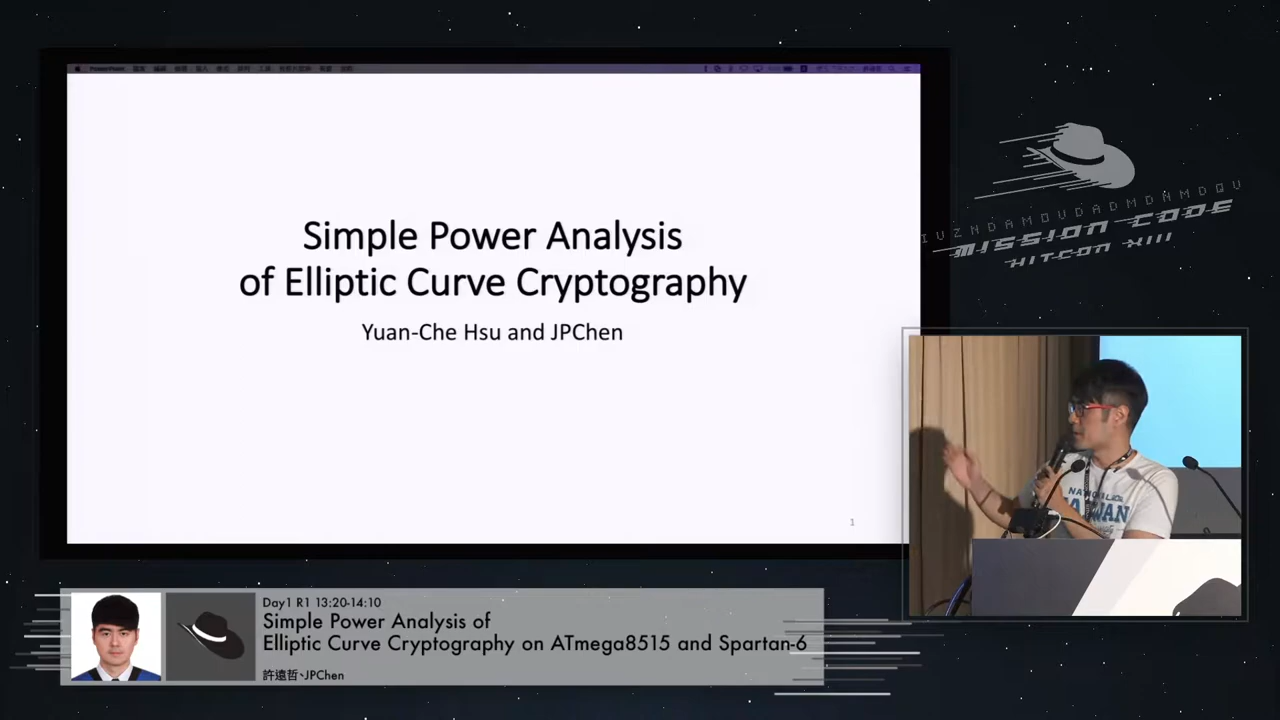 Simple Power Analysis
of Elliptic Curve Cryptography
Yuan-Che Hsu and JPChen
1
MISSION CODE
HITCON XIII
NATIONAL
TAIWAN
Day1 R1 13:20-14:10
Simple Power Analysis of
Elliptic Curve Cryptography on ATmega8515 and Spartan-6
許遠哲、JPChen